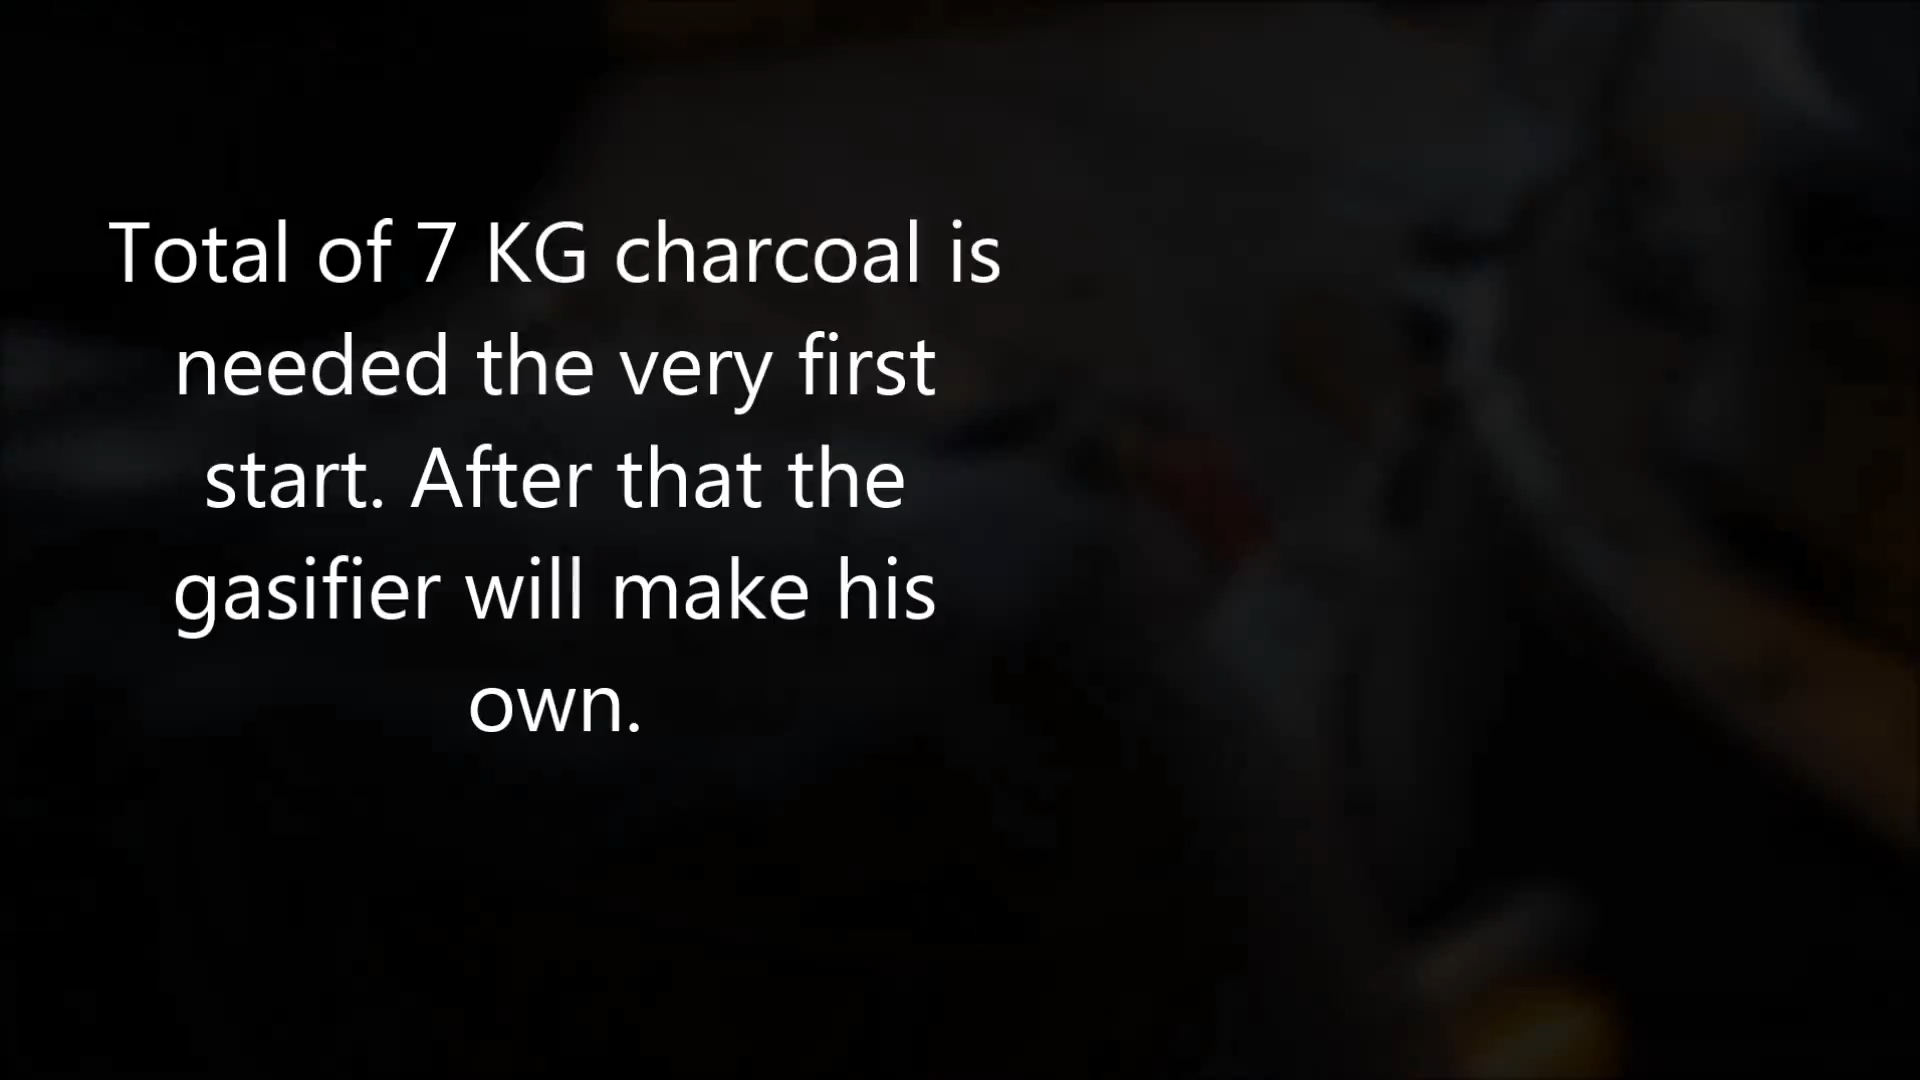 Total of 7 KG charcoal is
needed the very first
start. After that the
gasifier will make his
own.